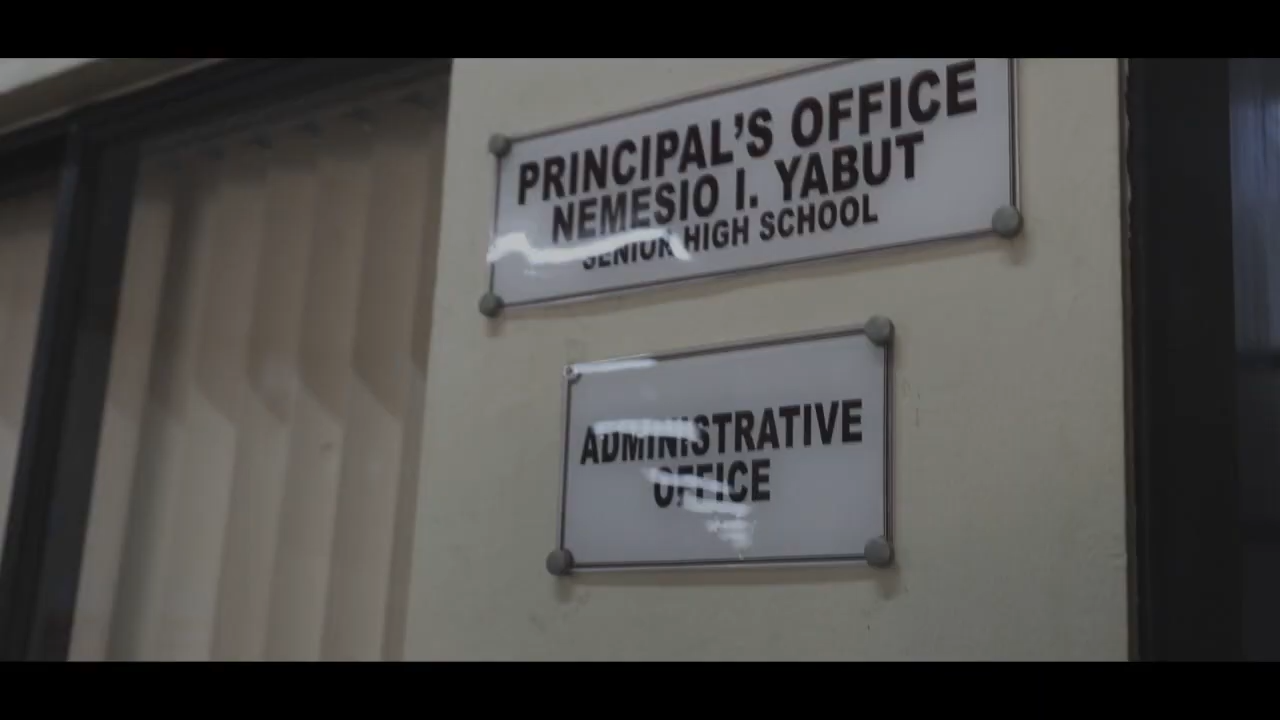 PRINCIPAL'S OFFICE
NEMESIO I. YABUT
SENIOR HIGH SCHOOL
ADMINISTRATIVE
OFFICE